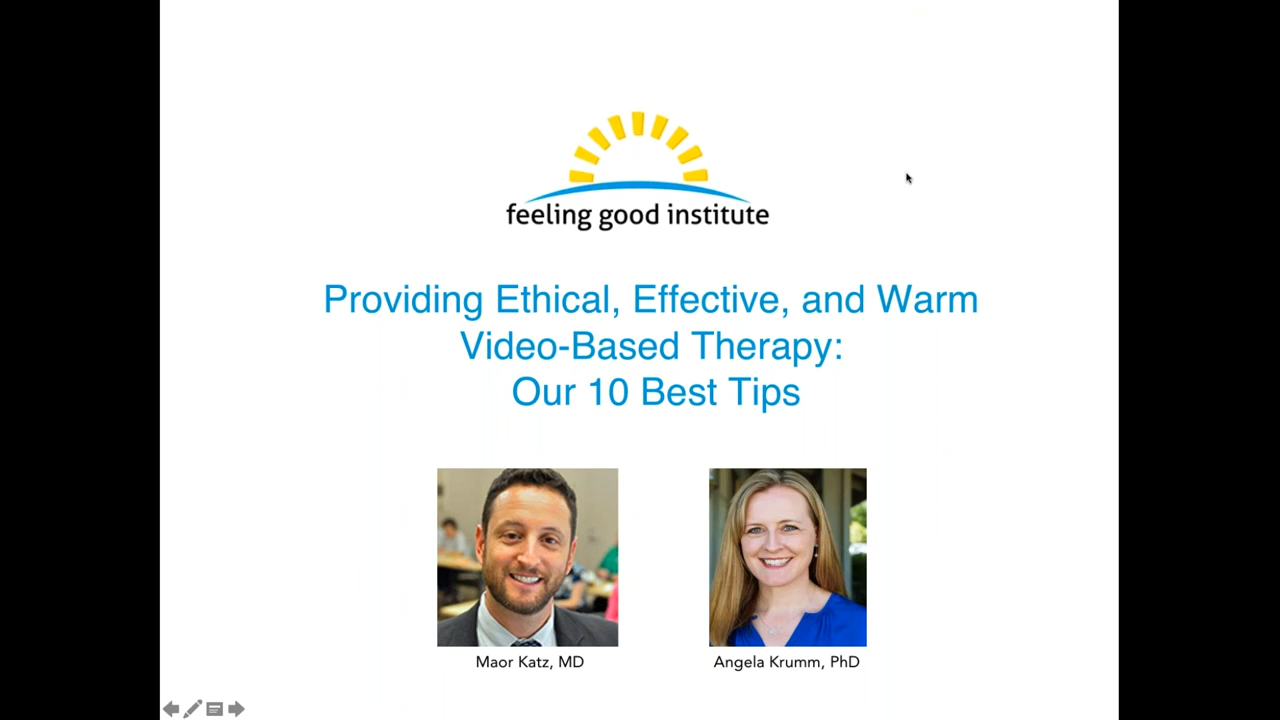 feeling good institute
Providing Ethical, Effective, and Warm
Video-Based Therapy:
Our 10 Best Tips
Maor Katz, MD
Angela Krumm, PhD